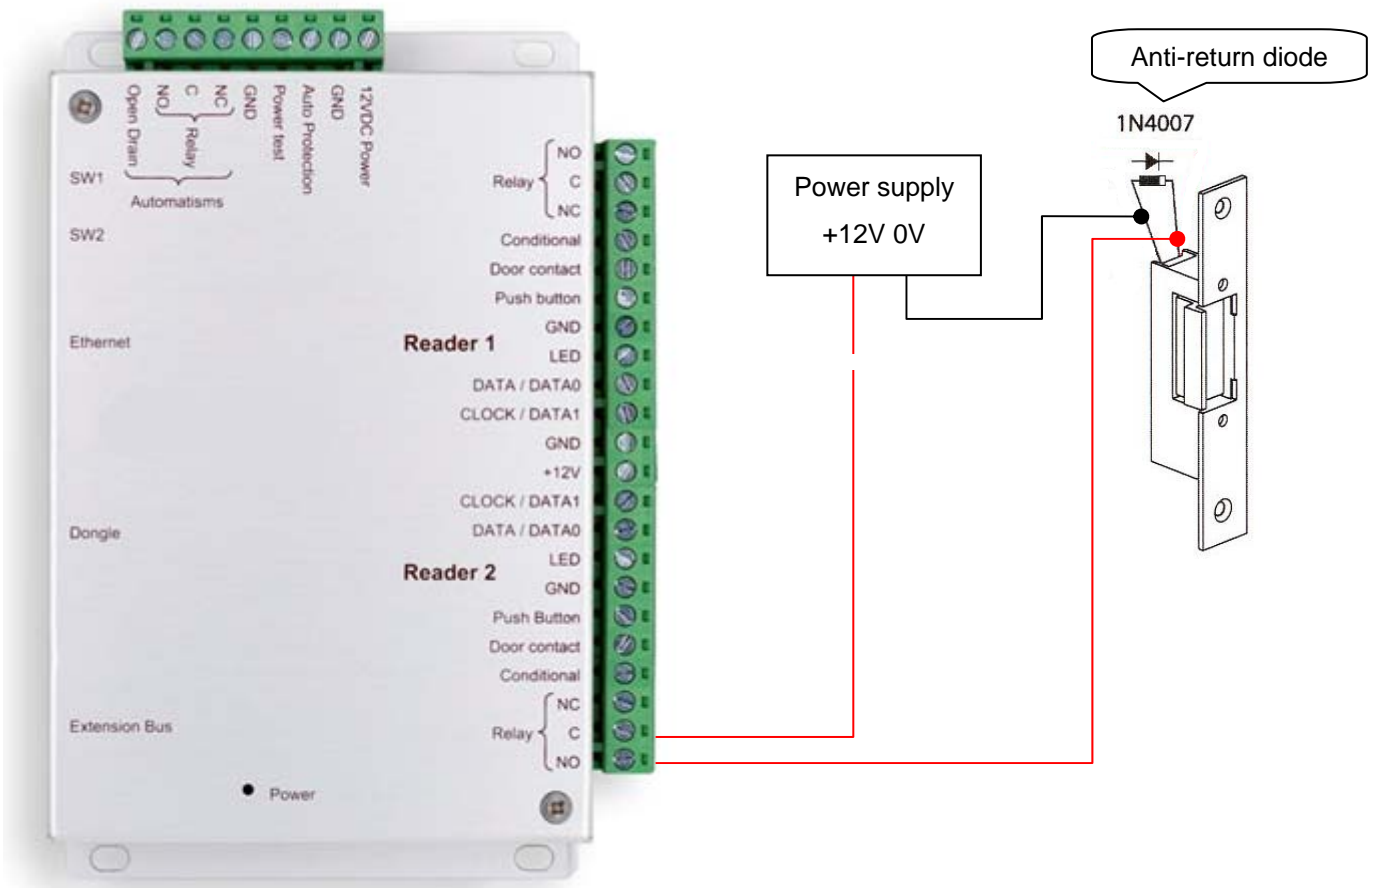 Open Drain
NO
C
NC
Relay
Automatisms
GND
Power test
Auto Protection
GND
12VDC Power
SW1
SW2
Ethernet
Dongle
Extension Bus
Power
NO
Relay C
NC
Conditional
Door contact
Push button
GND
Reader 1
LED
DATA / DATA0
CLOCK / DATA1
GND
+12V
CLOCK / DATA1
DATA / DATA0
LED
Reader 2
GND
Push Button
Door contact
Conditional
NC
Relay C
NO
Power supply
+12V 0V
Anti-return diode
1N4007